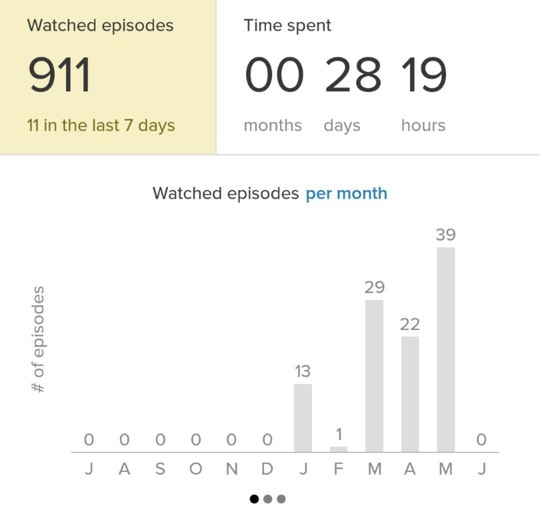 Watched episodes
911
11 in the last 7 days
Time spent
00 28 19
months days hours
Watched episodes per month
# of episodes
0 0 0 0 0 0 13 1 29 22 39 0
J A S O N D J F M A M J